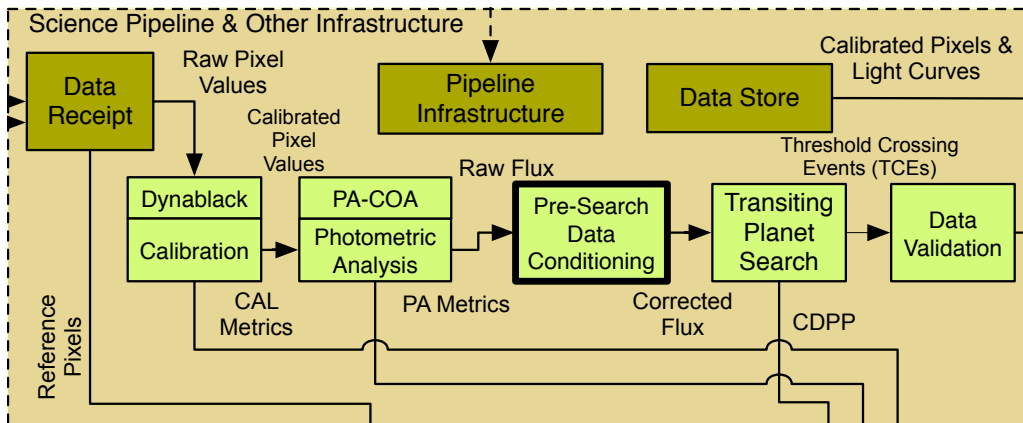 Science Pipeline & Other Infrastructure
Raw Pixel
Values
Data
Receipt
Pipeline
Infrastructure
Data Store
Calibrated Pixels &
Light Curves
Calibrated
Pixel
Values
Raw Flux
Threshold Crossing
Events (TCEs)
Dynablack
Calibration
PA-COA
Photometric
Analysis
Pre-Search
Data
Conditioning
Transiting
Planet
Search
Data
Validation
CAL
Metrics
PA Metrics
Corrected
Flux
CDPP
Reference
Pixels